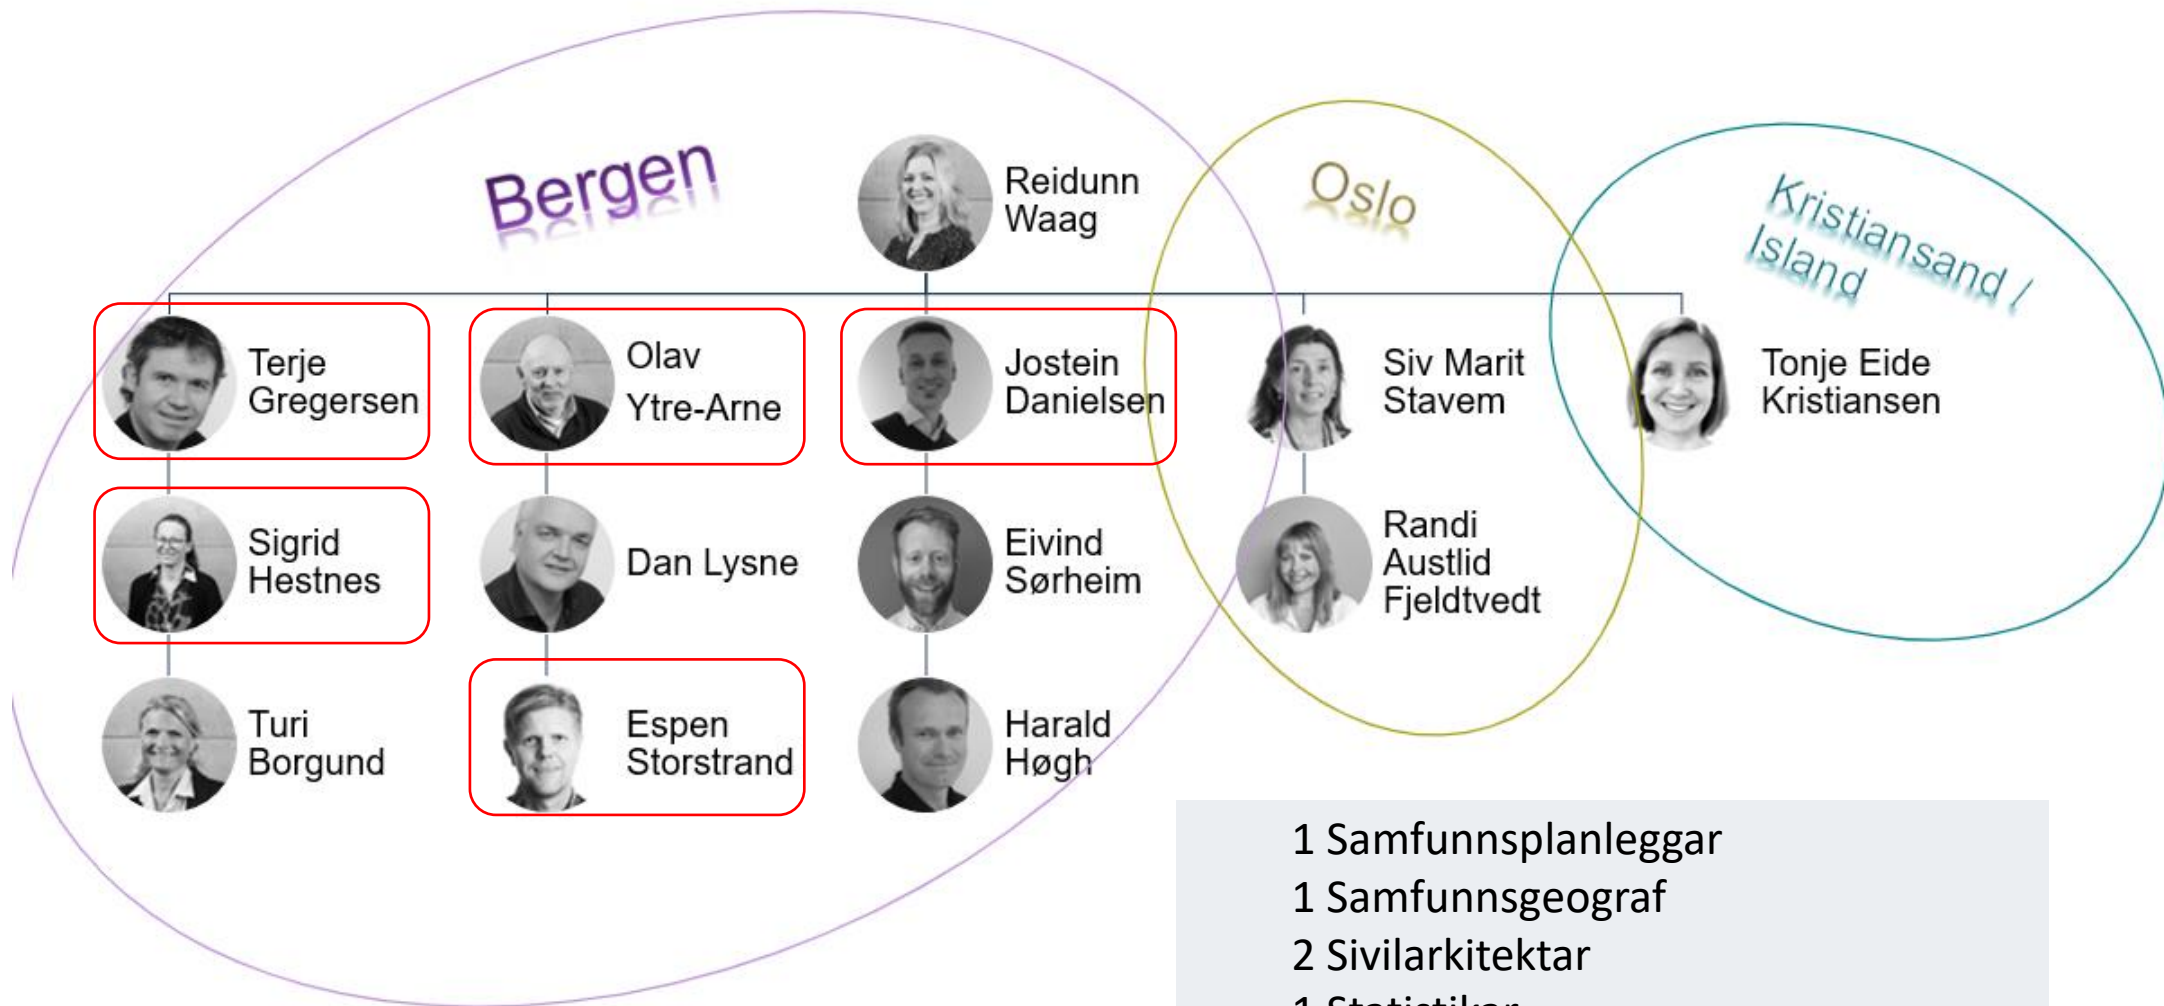 Bergen
Oslo
Kristiansand /
Island
Reidunn
Waag
Terje
Gregersen
Olav
Ytre-Arne
Jostein
Danielsen
Siv Marit
Stavem
Tonje Eide
Kristiansen
Sigrid
Hestnes
Dan Lysne
Eivind
Sørheim
Randi
Austlid
Fjeldtvedt
Turi
Borgund
Espen
Storstrand
Harald
Høgh
1 Samfunnsplanleggar
1 Samfunnsgeograf
2 Sivilarkitektar
1 Statistikar